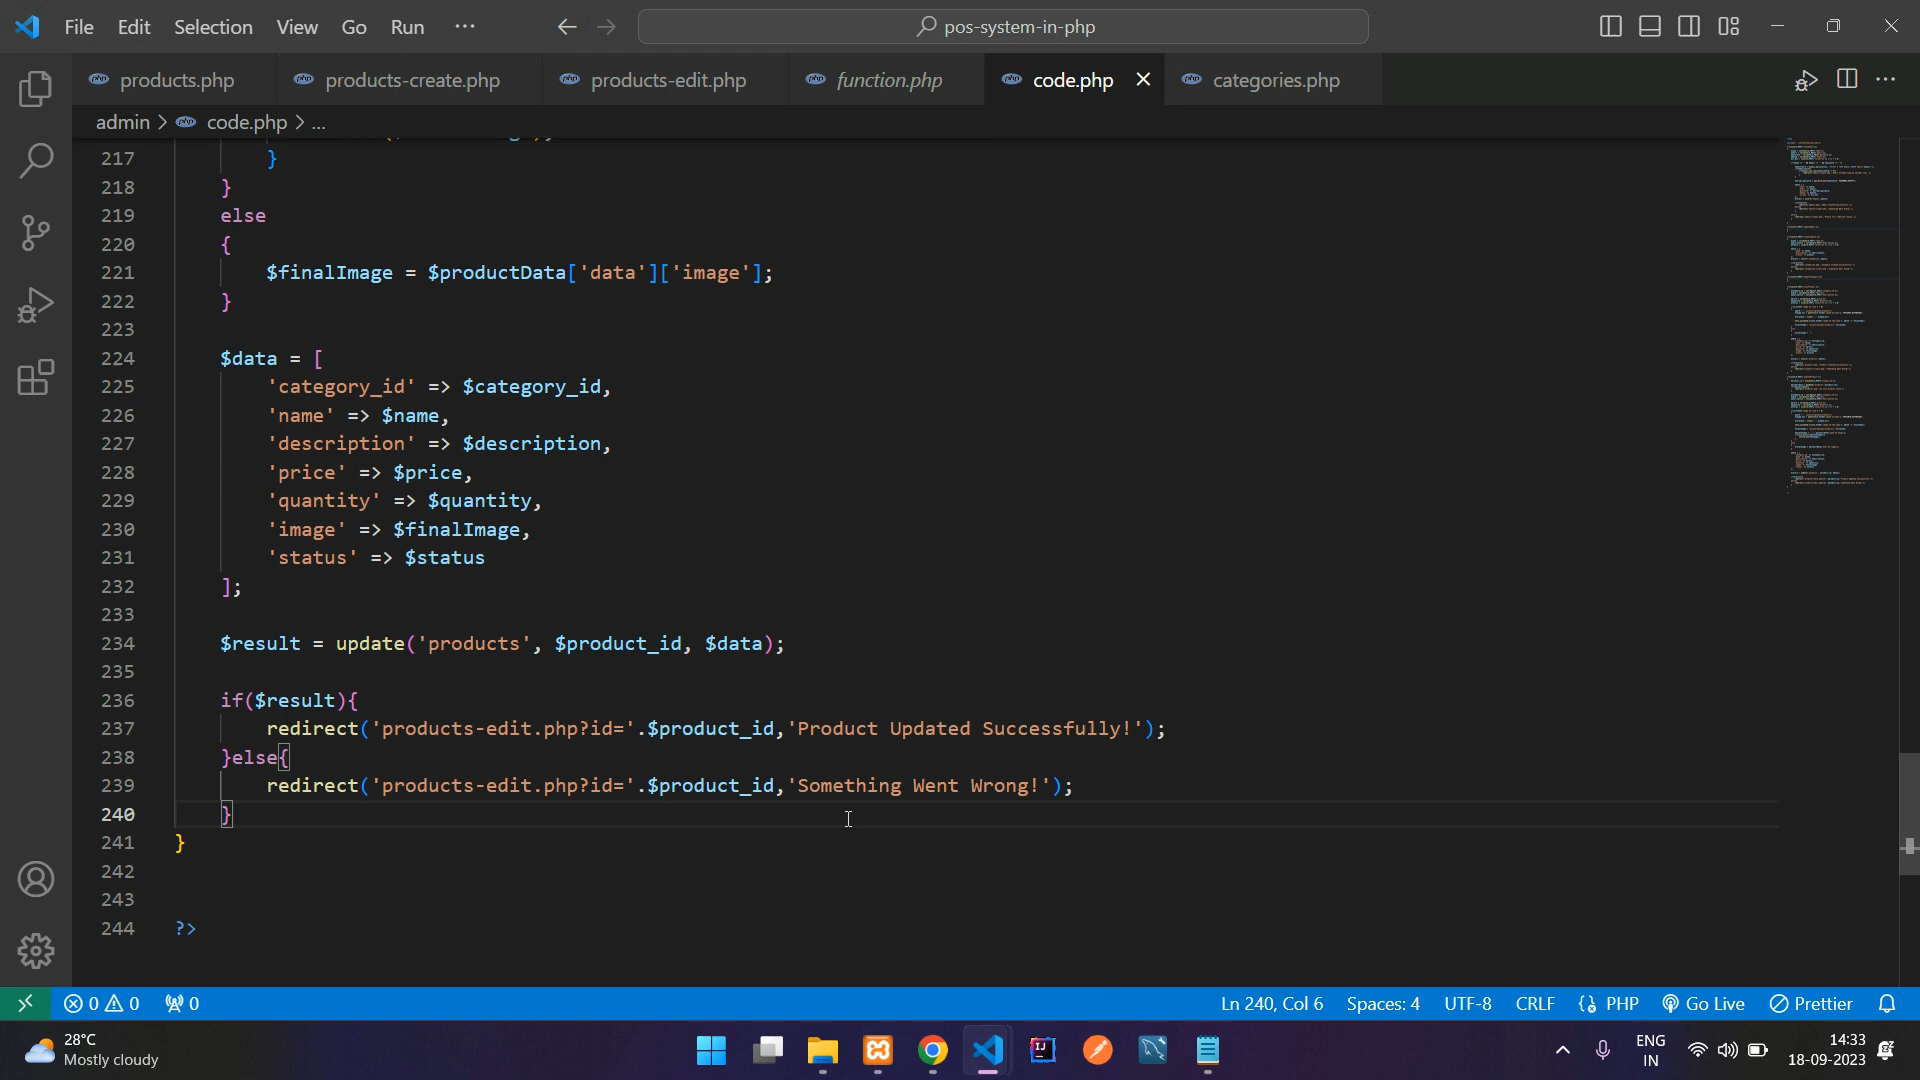 File Edit Selection View Go Run ··· pos-system-in-php
products.php products-create.php products-edit.php function.php code.php categories.php
admin > code.php > ...
217 }
218 }
219 else
220 {
221 $finalImage = $productData['data']['image'];
222 }
223
224 $data = [
225 'category_id' => $category_id,
226 'name' => $name,
227 'description' => $description,
228 'price' => $price,
229 'quantity' => $quantity,
230 'image' => $finalImage,
231 'status' => $status
232 ];
233
234 $result = update('products', $product_id, $data);
235
236 if($result){
237 redirect('products-edit.php?id='.$product_id,'Product Updated Successfully!');
238 }else{
239 redirect('products-edit.php?id='.$product_id,'Something Went Wrong!');
240 }
241 }
242
243
244 ?>
0 0 0 Ln 240, Col 6 Spaces: 4 UTF-8 CRLF PHP Go Live Prettier
28°C
Mostly cloudy
ENG
IN
14:33
18-09-2023